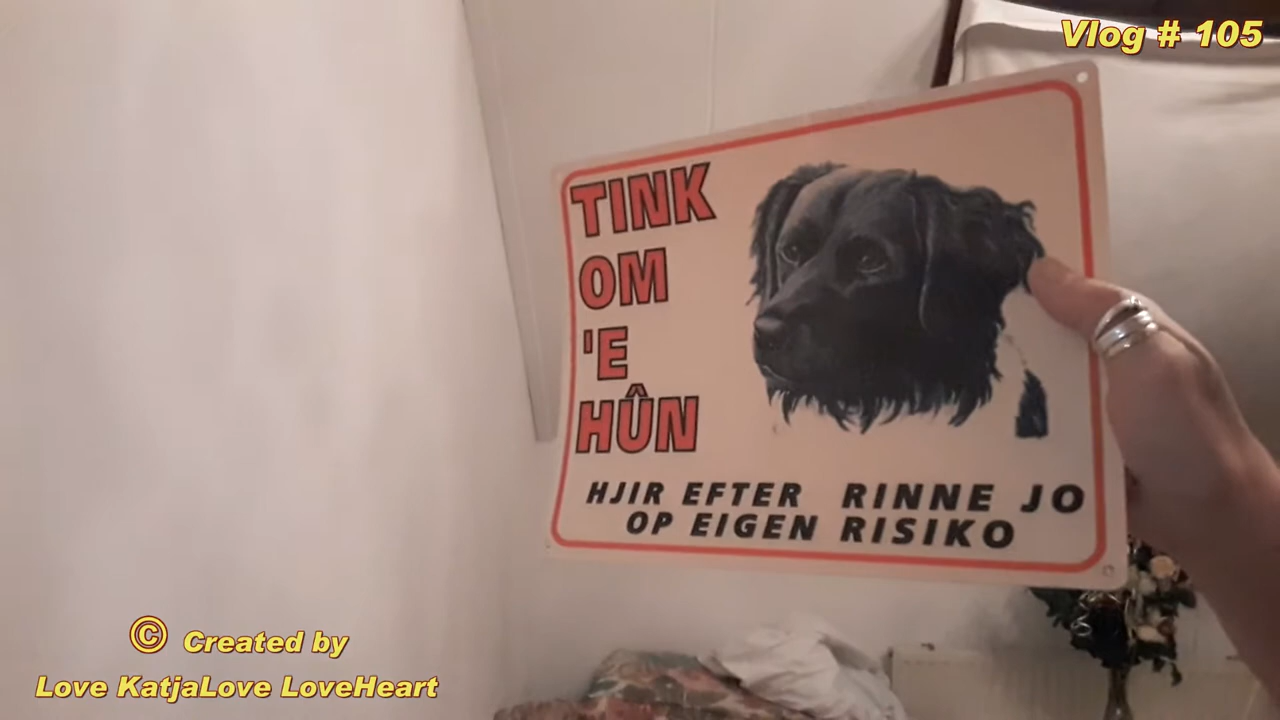 Vlog # 105
TINK
OM
'E
HÛN
HJIR EFTER RINNE JO
OP EIGEN RISIKO
© Created by
Love KatjaLove LoveHeart